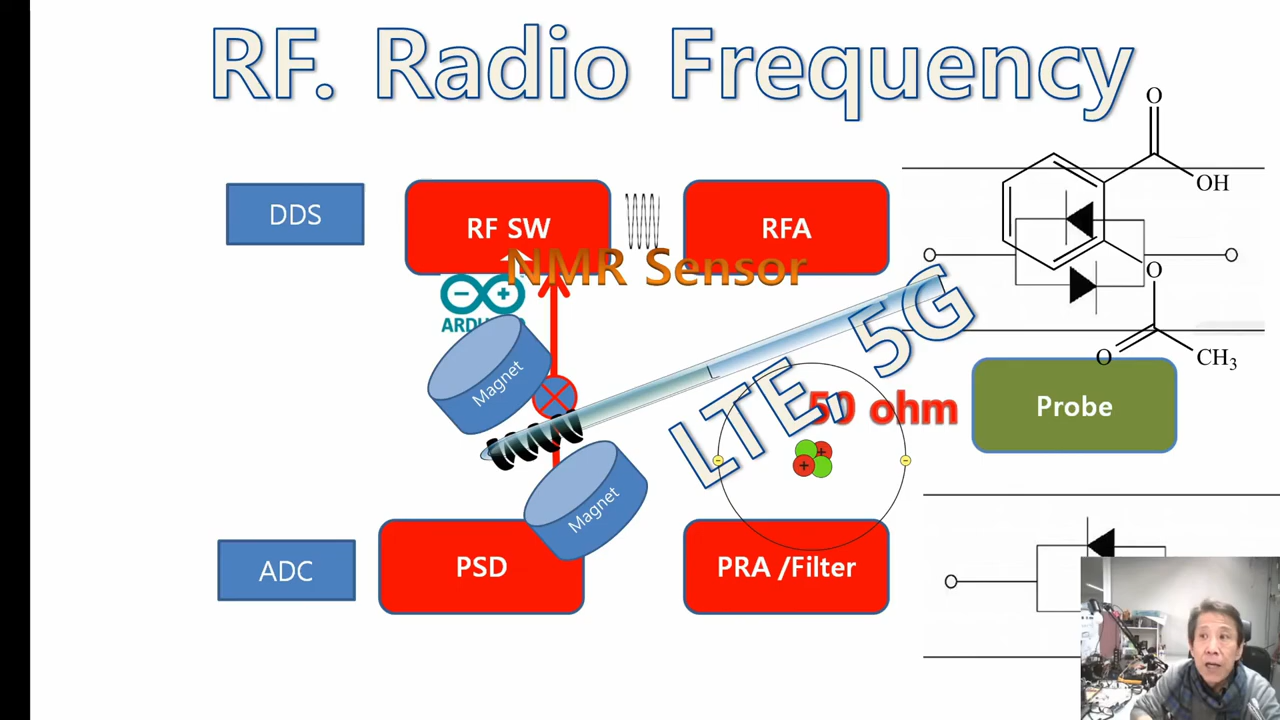 RF. Radio Frequency
O
OH
DDS
RF SW
RFA
NMR Sensor
O
ARDU
O
CH3
LTE, 5G
Magnet
50 ohm
Probe
+
+
Magnet
ADC
PSD
PRA /Filter